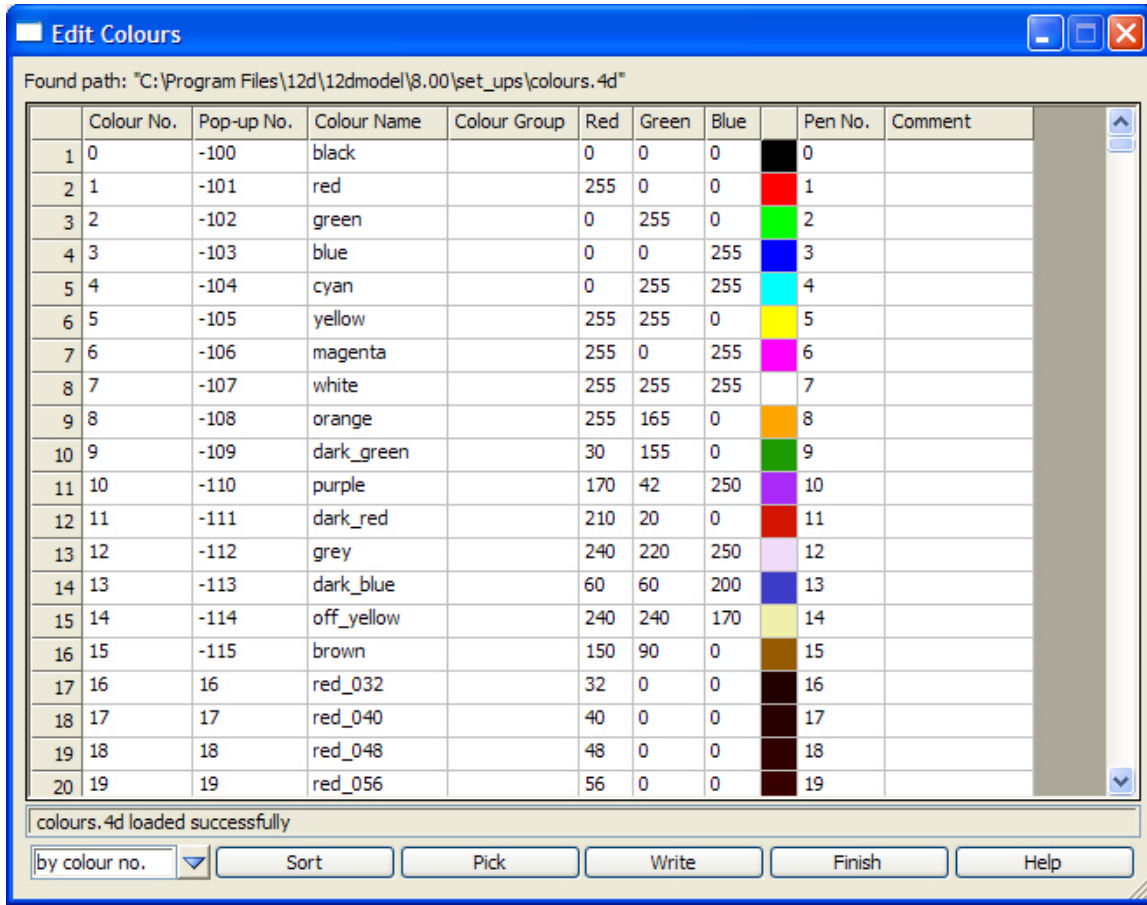 Edit Colours
Found path: "C:\Program Files\12d\12dmodel\8.00\set_ups\colours.4d"
Colour No. Pop-up No. Colour Name Colour Group Red Green Blue Pen No. Comment
1 0 -100 black 0 0 0 0
2 1 -101 red 255 0 0 1
3 2 -102 green 0 255 0 2
4 3 -103 blue 0 0 255 3
5 4 -104 cyan 0 255 255 4
6 5 -105 yellow 255 255 0 5
7 6 -106 magenta 255 0 255 6
8 7 -107 white 255 255 255 7
9 8 -108 orange 255 165 0 8
10 9 -109 dark_green 30 155 0 9
11 10 -110 purple 170 42 250 10
12 11 -111 dark_red 210 20 0 11
13 12 -112 grey 240 220 250 12
14 13 -113 dark_blue 60 60 200 13
15 14 -114 off_yellow 240 240 170 14
16 15 -115 brown 150 90 0 15
17 16 16 red_032 32 0 0 16
18 17 17 red_040 40 0 0 17
19 18 18 red_048 48 0 0 18
20 19 19 red_056 56 0 0 19
colours.4d loaded successfully
by colour no. Sort Pick Write Finish Help